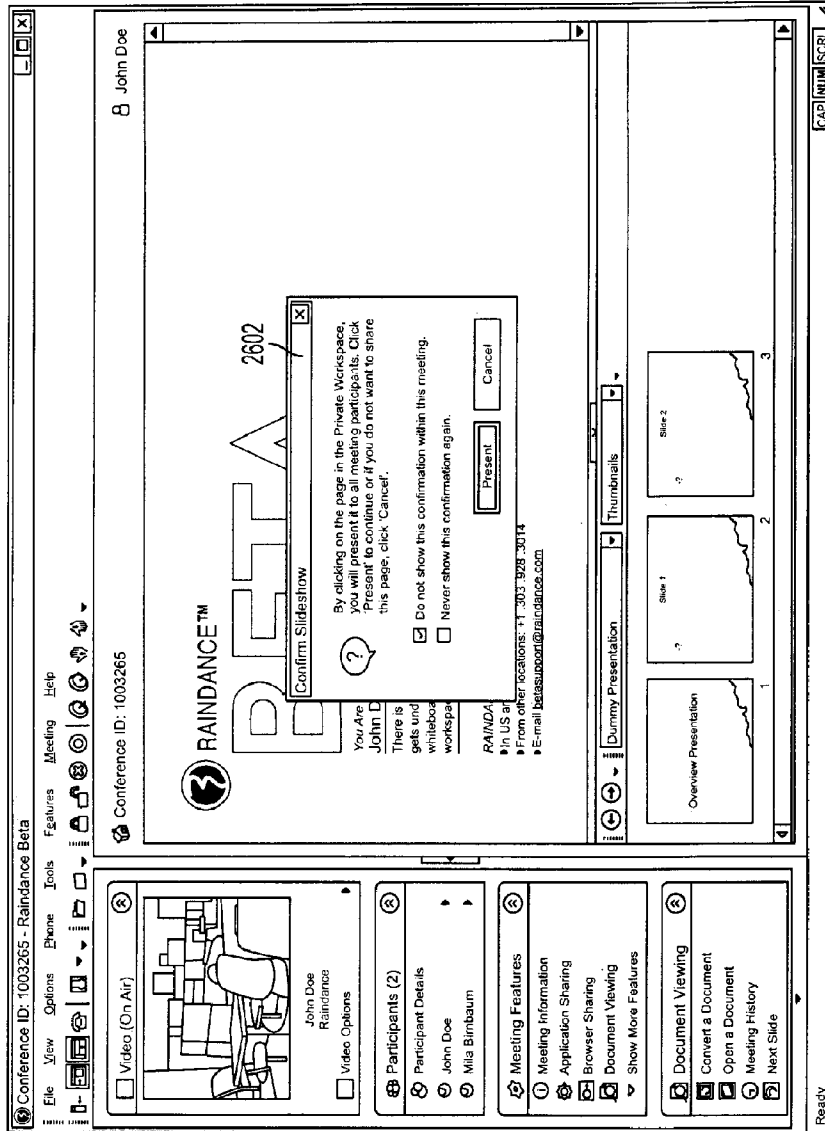 Conference ID: 1003265 - Raindance Beta
File View Options Phone Tools Features Meeting Help
Video (On Air)
John Doe
Raindance
Video Options
Participants (2)
Participant Details
John Doe
Mila Birnbaum
Meeting Features
Meeting Information
Application Sharing
Browser Sharing
Document Viewing
Show More Features
Document Viewing
Convert a Document
Open a Document
Meeting History
Next Slide
Conference ID: 1003265
John Doe
RAINDANCE™
BETA
You Are
John D
There is
gets und
whiteboa
workspac
RAINDA
In US an
From other locations: +1 .303 .928 .3014
E-mail betasupport@raindance.com
2602
Confirm Slideshow
?
By clicking on the page in the Private Workspace,
you will present it to all meeting participants. Click
'Present' to continue or if you do not want to share
this page, click 'Cancel'.
Do not show this confirmation within this meeting.
Never show this confirmation again.
Present Cancel
Dummy Presentation Thumbnails
Overview Presentation
1
Slide 1
-?
2
Slide 2
-?
3
Ready
CAP NUM SCRL